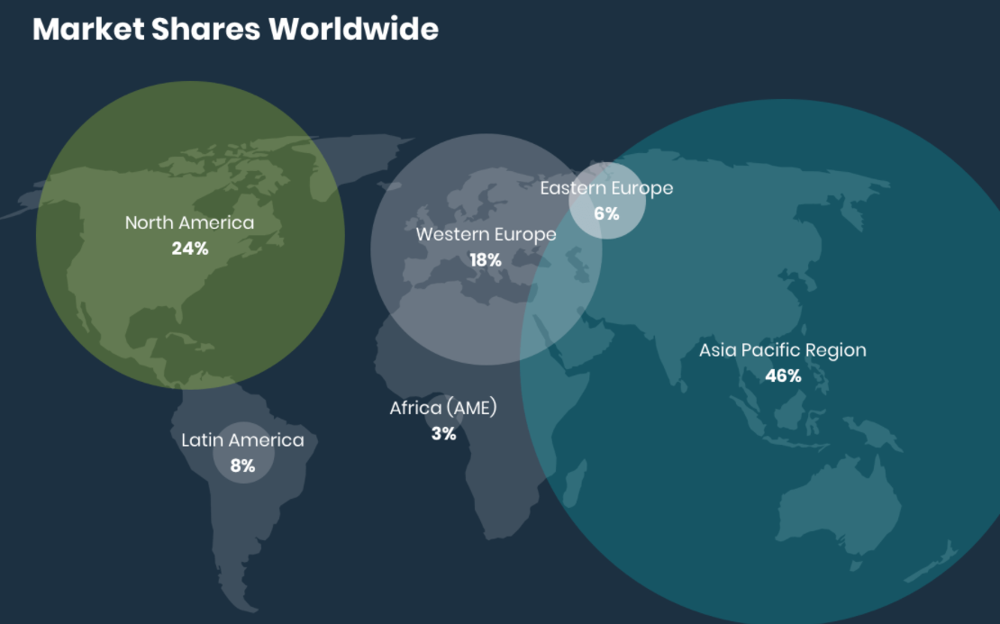 Market Shares Worldwide
North America
24%
Western Europe
18%
Eastern Europe
6%
Asia Pacific Region
46%
Africa (AME)
3%
Latin America
8%